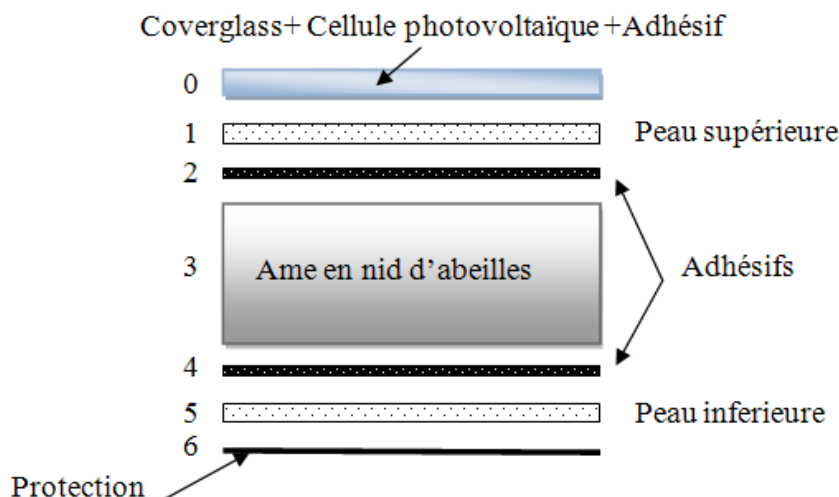 Coverglass+ Cellule photovoltaïque +Adhésif
0
1 Peau supérieure
2
3 Ame en nid d’abeilles Adhésifs
4
5 Peau inferieure
6
Protection